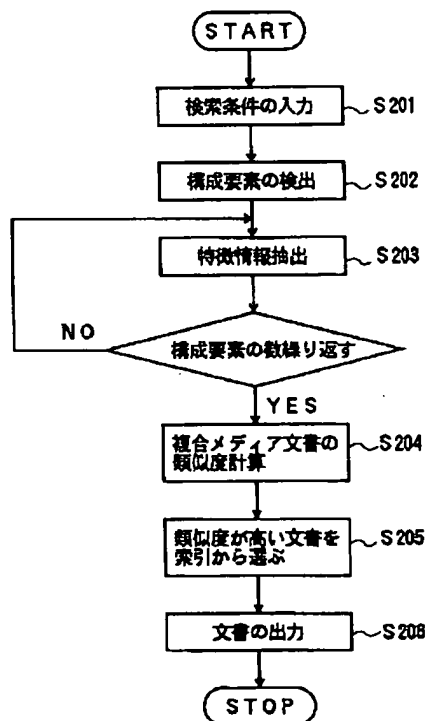 START
検索条件の入力 S201
構成要素の検出 S202
特徴情報抽出 S203
NO
構成要素の数繰り返す
YES
複合メディア文書の
類似度計算
S204
類似度が高い文書を
索引から選ぶ
S205
文書の出力 S206
STOP